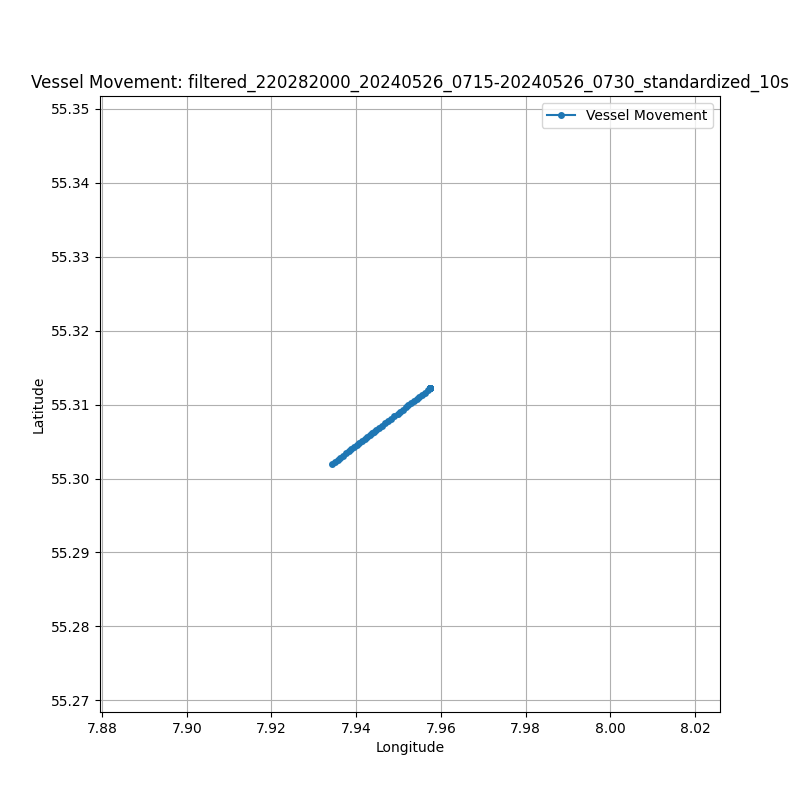 Vessel Movement: filtered_220282000_20240526_0715-20240526_0730_standardized_10s
Vessel Movement
55.35
55.34
55.33
55.32
55.31
55.30
55.29
55.28
55.27
Latitude
7.88 7.90 7.92 7.94 7.96 7.98 8.00 8.02
Longitude